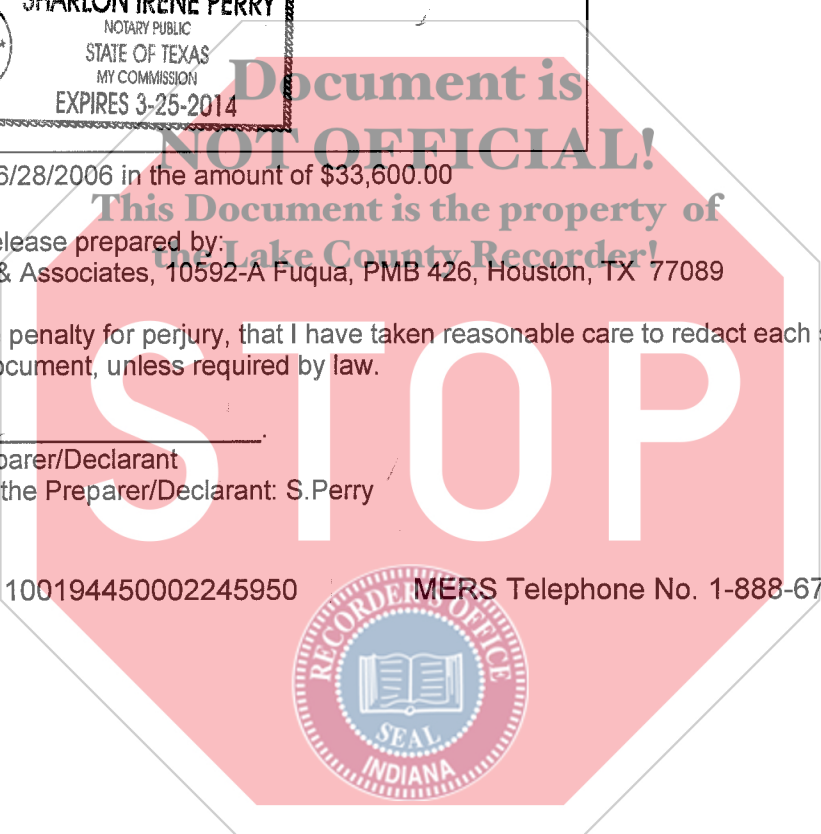 SHARLON IRENE PERRY
NOTARY PUBLIC
STATE OF TEXAS
MY COMMISSION
EXPIRES 3-25-2014
Document is
NOT OFFICIAL!
6/28/2006 in the amount of $33,600.00
This Document is the property of
elease prepared by:
the Lake County Recorder!
& Associates, 10592-A Fuqua, PMB 426, Houston, TX 77089
penalty for perjury, that I have taken reasonable care to redact each
ocument, unless required by law.
STOP
parer/Declarant
the Preparer/Declarant: S.Perry
100194450002245950 MERS Telephone No. 1-888-67
RECORDER'S OFFICE
SEAL
INDIANA